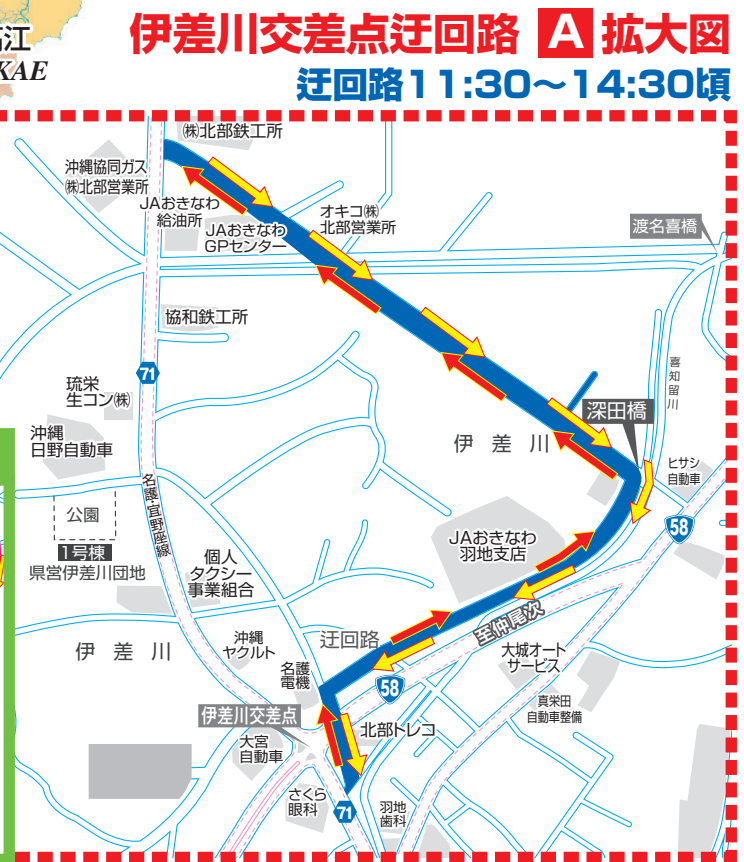 高江
KAE
伊差川交差点迂回路 A 拡大図
迂回路11:30～14:30頃
㈱北部鉄工所
沖縄協同ガス
㈱北部営業所
JAおきなわ
給油所
JAおきなわ
GPセンター
オキコ㈱
北部営業所
渡名喜橋
協和鉄工所
71
喜知留川
琉栄
生コン㈱
深田橋
沖縄
日野自動車
伊差川
ヒサシ
自動車
名護・宜野座線
公園
58
1号棟
県営伊差川団地
JAおきなわ
羽地支店
個人
タクシー
事業組合
至仲尾次
伊差川
沖縄
ヤクルト
迂回路
大城オート
サービス
名護
電機
58
真栄田
自動車整備
伊差川交差点
北部トレコ
大宮
自動車
さくら
眼科
71
羽地
歯科